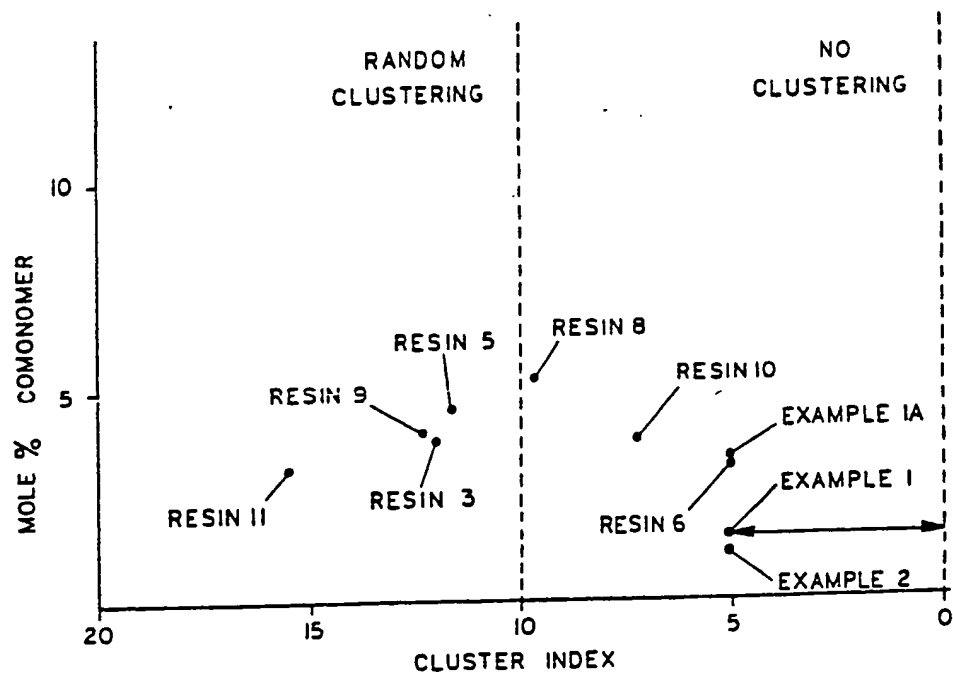 RANDOM
CLUSTERING
NO
CLUSTERING
10
MOLE % COMONOMER
RESIN 5
RESIN 8
RESIN 9
5
RESIN 10
EXAMPLE 1A
RESIN 11
RESIN 3
RESIN 6
EXAMPLE 1
EXAMPLE 2
20
15
10
5
0
CLUSTER INDEX